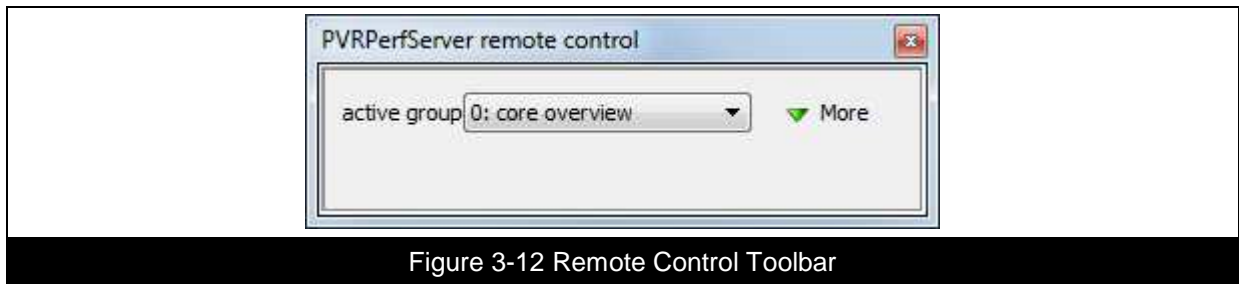 PVRPerfServer remote control
active group 0: core overview More
Figure 3-12 Remote Control Toolbar